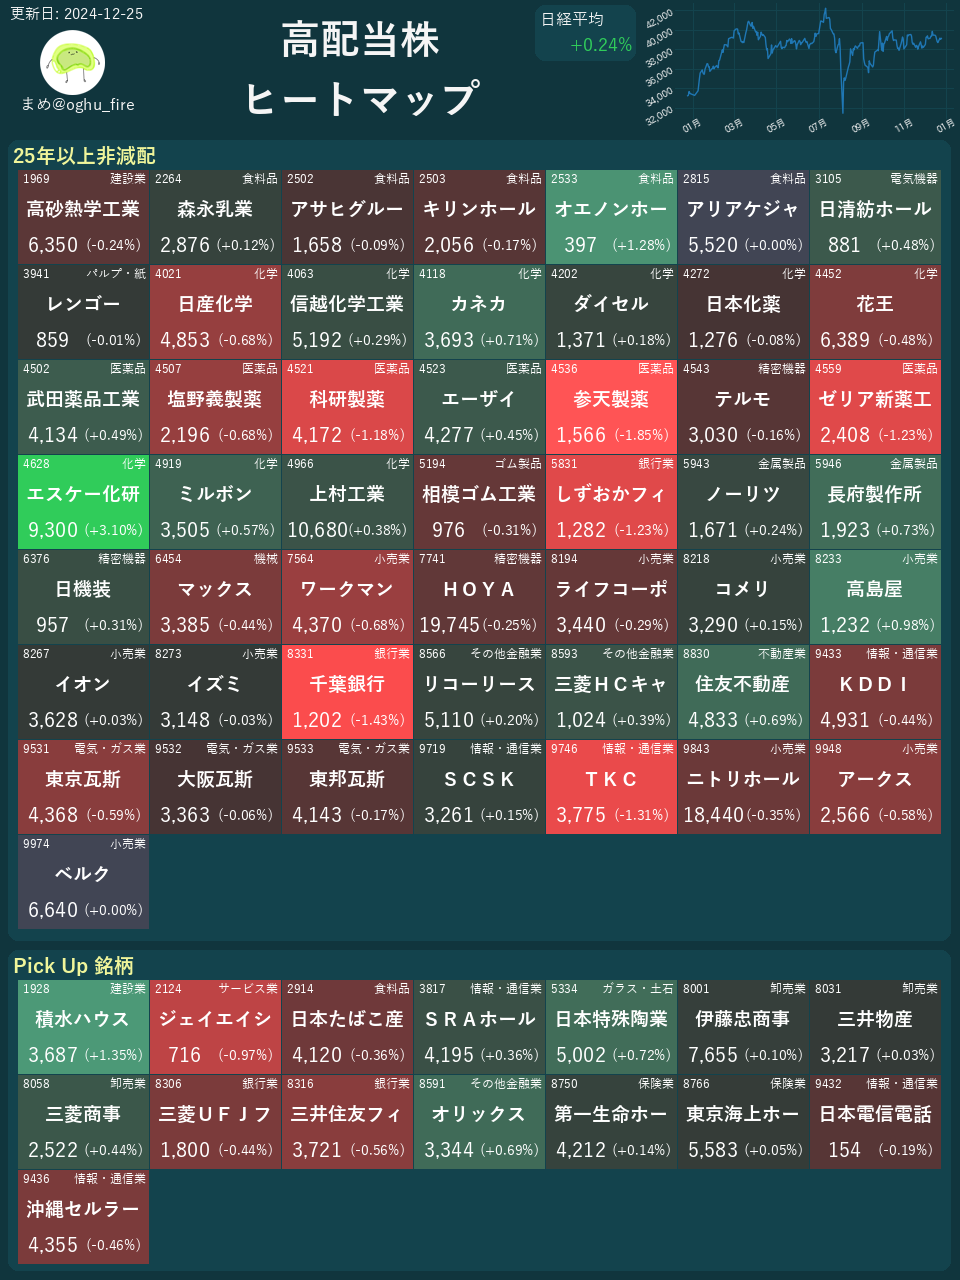 更新日: 2024-12-25
まめ@oghu_fire
高配当株
ヒートマップ
日経平均
+0.24%
42,000
40,000
38,000
36,000
34,000
32,000
01月 03月 05月 07月 09月 11月 01月
25年以上非減配
1969 建設業 2264 食料品 2502 食料品 2503 食料品 2533 食料品 2815 食料品 3105 電気機器
高砂熱学工業 森永乳業 アサヒグルー キリンホール オエノンホー アリアケジャ 日清紡ホール
6,350 (-0.24%) 2,876 (+0.12%) 1,658 (-0.09%) 2,056 (-0.17%) 397 (+1.28%) 5,520 (+0.00%) 881 (+0.48%)
3941 パルプ・紙 4021 化学 4063 化学 4118 化学 4202 化学 4272 化学 4452 化学
レンゴー 日産化学 信越化学工業 カネカ ダイセル 日本化薬 花王
859 (-0.01%) 4,853 (-0.68%) 5,192 (+0.29%) 3,693 (+0.71%) 1,371 (+0.18%) 1,276 (-0.08%) 6,389 (-0.48%)
4502 医薬品 4507 医薬品 4521 医薬品 4523 医薬品 4536 医薬品 4543 精密機器 4559 医薬品
武田薬品工業 塩野義製薬 科研製薬 エーザイ 参天製薬 テルモ ゼリア新薬工
4,134 (+0.49%) 2,196 (-0.68%) 4,172 (-1.18%) 4,277 (+0.45%) 1,566 (-1.85%) 3,030 (-0.16%) 2,408 (-1.23%)
4628 化学 4919 化学 4966 化学 5194 ゴム製品 5831 銀行業 5943 金属製品 5946 金属製品
エスケー化研 ミルボン 上村工業 相模ゴム工業 しずおかフィ ノーリツ 長府製作所
9,300 (+3.10%) 3,505 (+0.57%) 10,680(+0.38%) 976 (-0.31%) 1,282 (-1.23%) 1,671 (+0.24%) 1,923 (+0.73%)
6376 精密機器 6454 機械 7564 小売業 7741 精密機器 8194 小売業 8218 小売業 8233 小売業
日機装 マックス ワークマン ＨＯＹＡ ライフコーポ コメリ 高島屋
957 (+0.31%) 3,385 (-0.44%) 4,370 (-0.68%) 19,745(-0.25%) 3,440 (-0.29%) 3,290 (+0.15%) 1,232 (+0.98%)
8267 小売業 8273 小売業 8331 銀行業 8566 その他金融業 8593 その他金融業 8830 不動産業 9433 情報・通信業
イオン イズミ 千葉銀行 リコーリース 三菱ＨＣキャ 住友不動産 ＫＤＤＩ
3,628 (+0.03%) 3,148 (-0.03%) 1,202 (-1.43%) 5,110 (+0.20%) 1,024 (+0.39%) 4,833 (+0.69%) 4,931 (-0.44%)
9531 電気・ガス業 9532 電気・ガス業 9533 電気・ガス業 9719 情報・通信業 9746 情報・通信業 9843 小売業 9948 小売業
東京瓦斯 大阪瓦斯 東邦瓦斯 ＳＣＳＫ ＴＫＣ ニトリホール アークス
4,368 (-0.59%) 3,363 (-0.06%) 4,143 (-0.17%) 3,261 (+0.15%) 3,775 (-1.31%) 18,440(-0.35%) 2,566 (-0.58%)
9974 小売業
ベルク
6,640 (+0.00%)
Pick Up 銘柄
1928 建設業 2124 サービス業 2914 食料品 3817 情報・通信業 5334 ガラス・土石 8001 卸売業 8031 卸売業
積水ハウス ジェイエイシ 日本たばこ産 ＳＲＡホール 日本特殊陶業 伊藤忠商事 三井物産
3,687 (+1.35%) 716 (-0.97%) 4,120 (-0.36%) 4,195 (+0.36%) 5,002 (+0.72%) 7,655 (+0.10%) 3,217 (+0.03%)
8058 卸売業 8306 銀行業 8316 銀行業 8591 その他金融業 8750 保険業 8766 保険業 9432 情報・通信業
三菱商事 三菱ＵＦＪフ 三井住友フィ オリックス 第一生命ホー 東京海上ホー 日本電信電話
2,522 (+0.44%) 1,800 (-0.44%) 3,721 (-0.56%) 3,344 (+0.69%) 4,212 (+0.14%) 5,583 (+0.05%) 154 (-0.19%)
9436 情報・通信業
沖縄セルラー
4,355 (-0.46%)